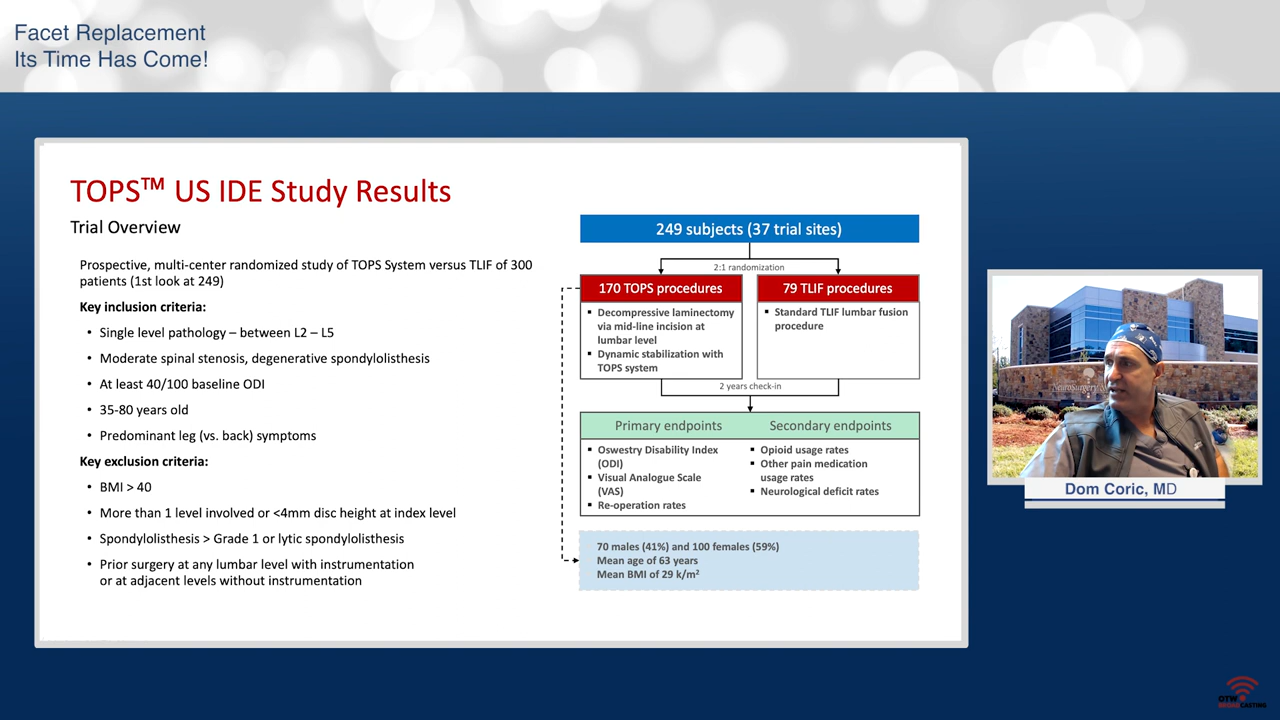 Facet Replacement
Its Time Has Come!
TOPS™ US IDE Study Results
Trial Overview
Prospective, multi-center randomized study of TOPS System versus TLIF of 300
patients (1st look at 249)
Key inclusion criteria:
• Single level pathology – between L2 – L5
• Moderate spinal stenosis, degenerative spondylolisthesis
• At least 40/100 baseline ODI
• 35-80 years old
• Predominant leg (vs. back) symptoms
Key exclusion criteria:
• BMI > 40
• More than 1 level involved or <4mm disc height at index level
• Spondylolisthesis > Grade 1 or lytic spondylolisthesis
• Prior surgery at any lumbar level with instrumentation
or at adjacent levels without instrumentation
249 subjects (37 trial sites)
2:1 randomization
170 TOPS procedures
▪ Decompressive laminectomy
via mid-line incision at
lumbar level
▪ Dynamic stabilization with
TOPS system
79 TLIF procedures
▪ Standard TLIF lumbar fusion
procedure
2 years check-in
Primary endpoints
▪ Oswestry Disability Index
(ODI)
▪ Visual Analogue Scale
(VAS)
▪ Re-operation rates
Secondary endpoints
▪ Opioid usage rates
▪ Other pain medication
usage rates
▪ Neurological deficit rates
70 males (41%) and 100 females (59%)
Mean age of 63 years
Mean BMI of 29 k/m²
Dom Coric, MD
OTW
BROADCASTING